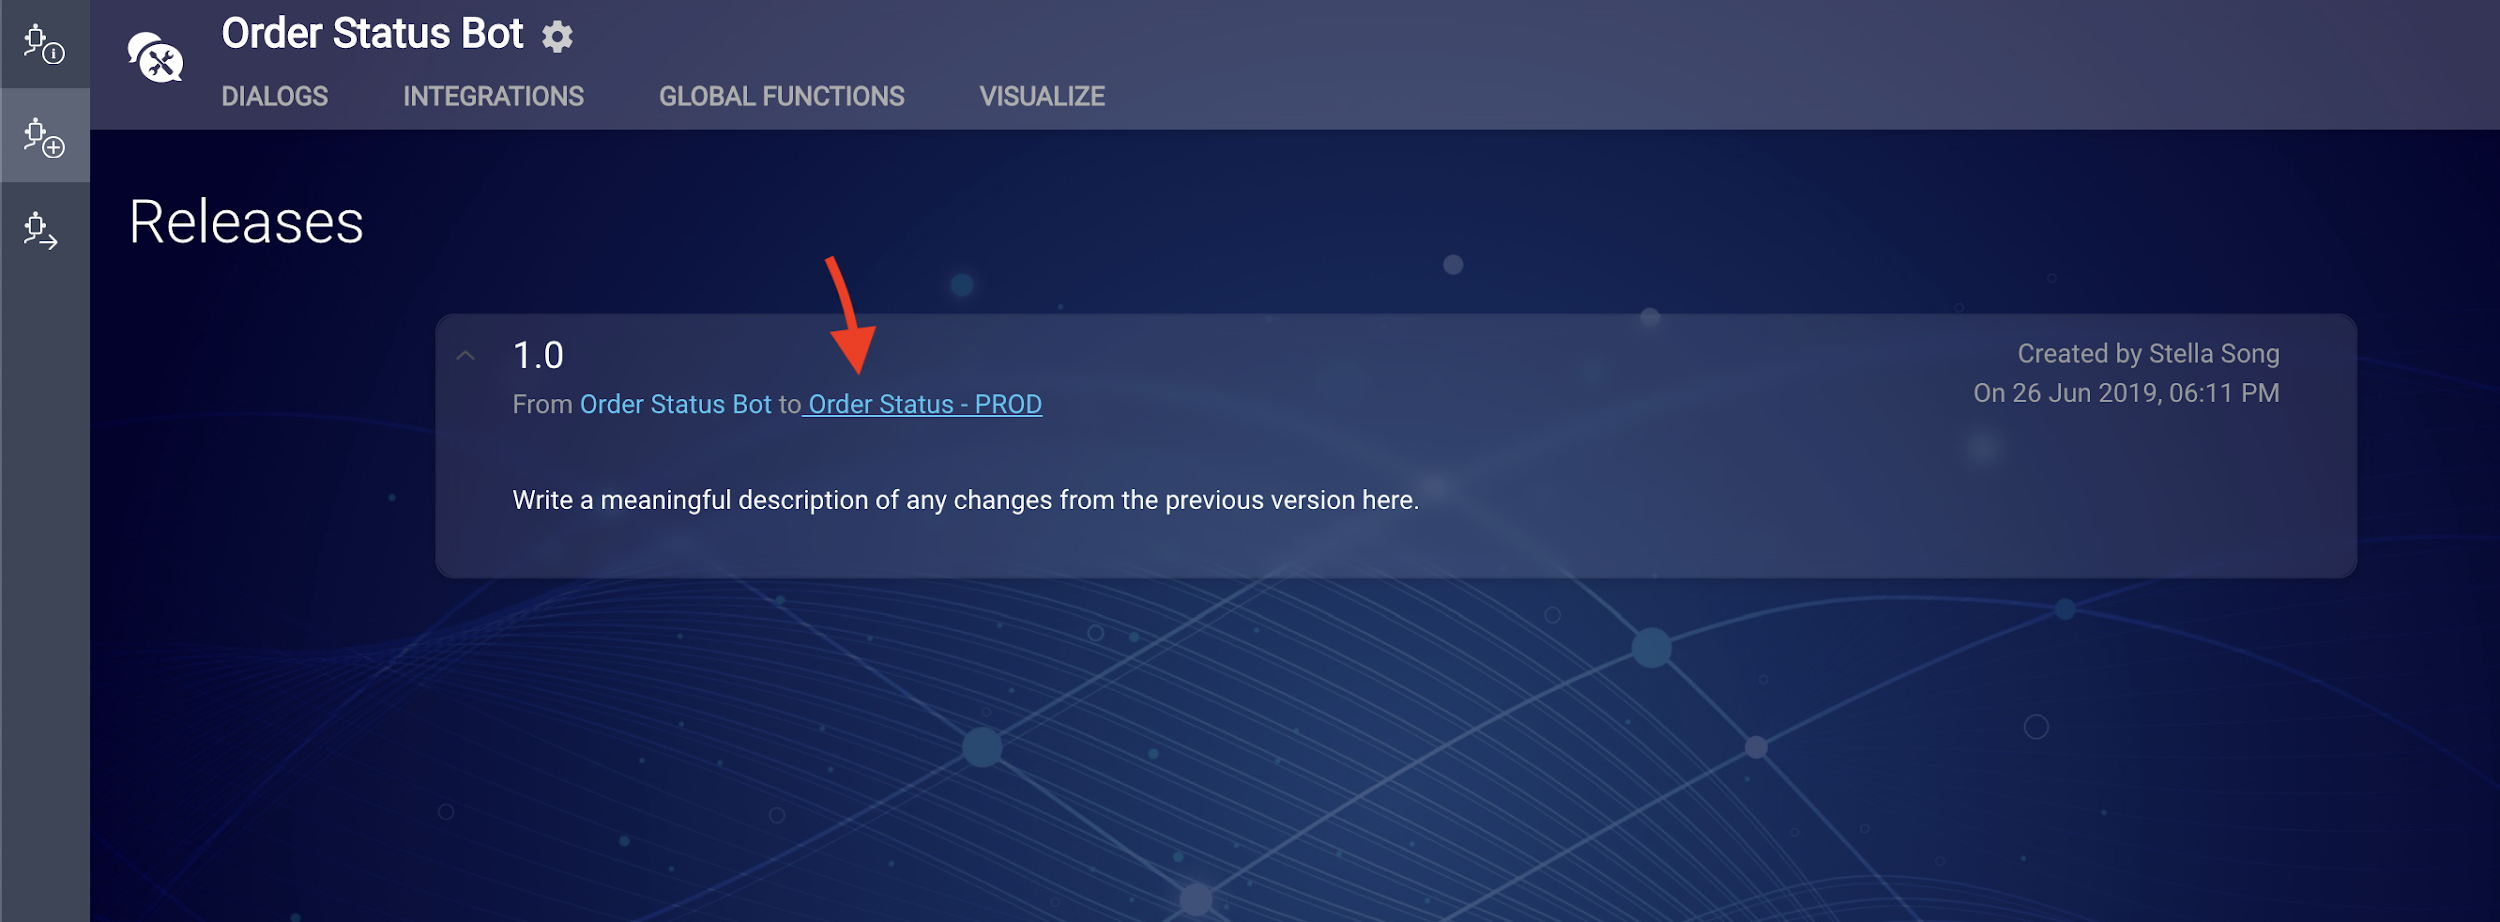 Order Status Bot
DIALOGS INTEGRATIONS GLOBAL FUNCTIONS VISUALIZE
Releases
1.0
From Order Status Bot to Order Status - PROD
Created by Stella Song
On 26 Jun 2019, 06:11 PM
Write a meaningful description of any changes from the previous version here.